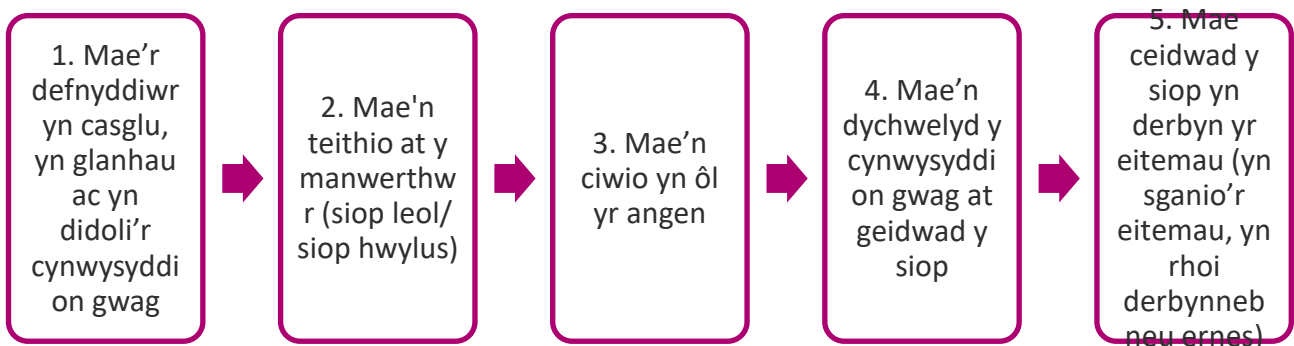 1. Mae’r
defnyddiwr
yn casglu,
yn glanhau
ac yn
didoli’r
cynwysyddi
on gwag
2. Mae'n
teithio at y
manwerthw
r (siop leol/
siop hwylus)
3. Mae’n
ciwio yn ôl
yr angen
4. Mae’n
dychwelyd y
cynwysyddi
on gwag at
geidwad y
siop
5. Mae
ceidwad y
siop yn
derbyn yr
eitemau (yn
sganio’r
eitemau, yn
rhoi
derbynneb
neu ernes)